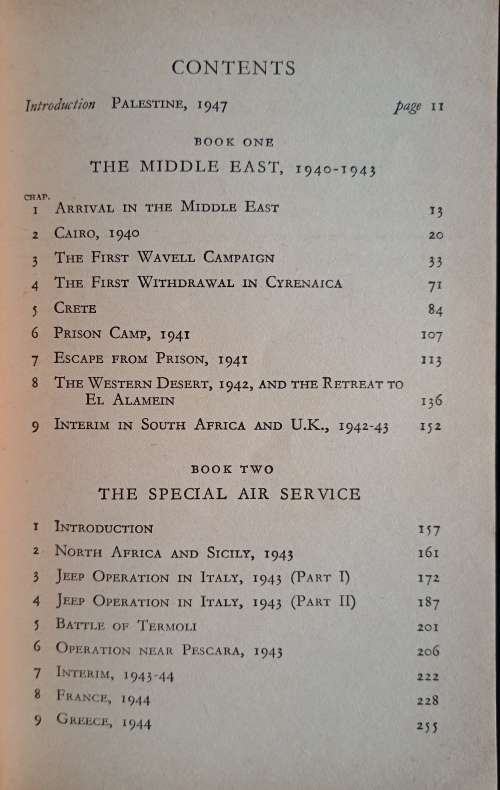 CONTENTS
Introduction PALESTINE, 1947 page 11
BOOK ONE
THE MIDDLE EAST, 1940-1943
CHAP.
1 ARRIVAL IN THE MIDDLE EAST 13
2 CAIRO, 1940 20
3 THE FIRST WAVELL CAMPAIGN 33
4 THE FIRST WITHDRAWAL IN CYRENAICA 71
5 CRETE 84
6 PRISON CAMP, 1941 107
7 ESCAPE FROM PRISON, 1941 113
8 THE WESTERN DESERT, 1942, AND THE RETREAT TO
EL ALAMEIN 136
9 INTERIM IN SOUTH AFRICA AND U.K., 1942-43 152
BOOK TWO
THE SPECIAL AIR SERVICE
1 INTRODUCTION 157
2 NORTH AFRICA AND SICILY, 1943 161
3 JEEP OPERATION IN ITALY, 1943 (PART I) 172
4 JEEP OPERATION IN ITALY, 1943 (PART II) 187
5 BATTLE OF TERMOLI 201
6 OPERATION NEAR PESCARA, 1943 206
7 INTERIM, 1943-44 222
8 FRANCE, 1944 228
9 GREECE, 1944 255